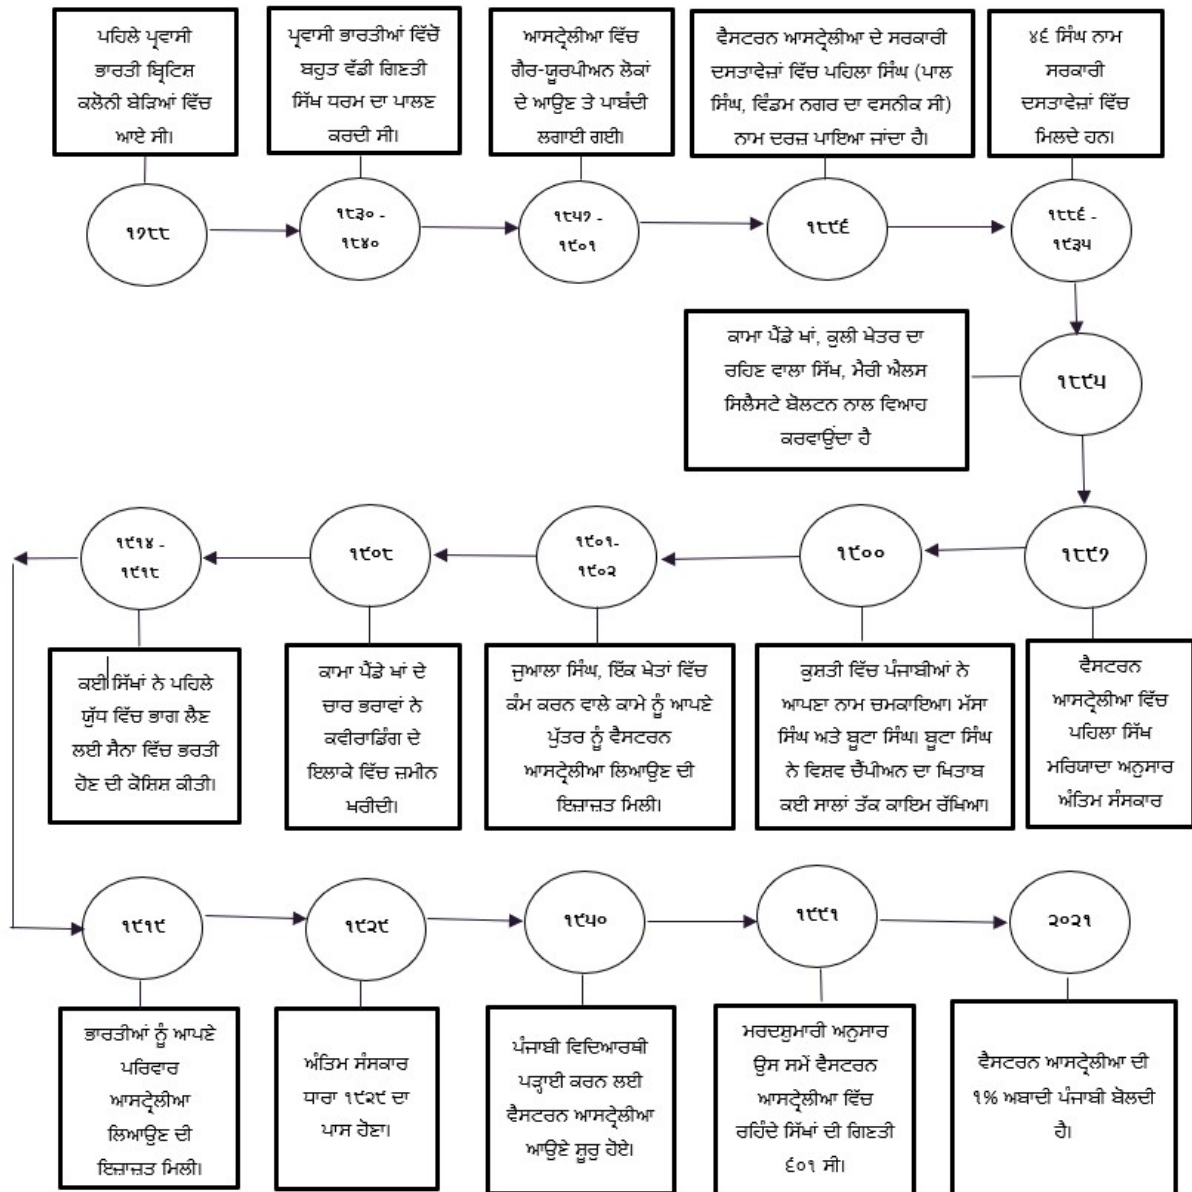 ਪਹਿਲੇ ਪ੍ਰਵਾਸੀ
ਭਾਰਤੀ ਬ੍ਰਿਟਿਸ਼
ਕਲੋਨੀ ਬੇੜਿਆਂ ਵਿੱਚ
ਆਏ ਸੀ।
੧੭੮੮
ਪ੍ਰਵਾਸੀ ਭਾਰਤੀਆਂ ਵਿੱਚੋਂ
ਬਹੁਤ ਵੱਡੀ ਗਿਣਤੀ
ਸਿੱਖ ਧਰਮ ਦਾ ਪਾਲਣ
ਕਰਦੀ ਸੀ।
੧੮੩੦ -
੧੮੪੦
ਆਸਟ੍ਰੇਲੀਆ ਵਿੱਚ
ਗੈਰ-ਯੂਰਪੀਅਨ ਲੋਕਾਂ
ਦੇ ਆਉਣ ਤੇ ਪਾਬੰਦੀ
ਲਗਾਈ ਗਈ।
੧੮੫੭ -
੧੯੦੧
ਵੈਸਟਰਨ ਆਸਟ੍ਰੇਲੀਆ ਦੇ ਸਰਕਾਰੀ
ਦਸਤਾਵੇਜ਼ਾਂ ਵਿੱਚ ਪਹਿਲਾ ਸਿੰਘ (ਪਾਲ
ਸਿੰਘ, ਵਿੰਡਮ ਨਗਰ ਦਾ ਵਸਨੀਕ ਸੀ)
ਨਾਮ ਦਰਜ਼ ਪਾਇਆ ਜਾਂਦਾ ਹੈ।
੧੮੯੬
੪੬ ਸਿੰਘ ਨਾਮ
ਸਰਕਾਰੀ
ਦਸਤਾਵੇਜ਼ਾਂ ਵਿੱਚ
ਮਿਲਦੇ ਹਨ।
੧੮੮੬ -
੧੯੩੫
ਕਾਮਾ ਪੈਂਡੇ ਖਾਂ, ਕੁਲੀ ਖੇਤਰ ਦਾ
ਰਹਿਣ ਵਾਲਾ ਸਿੱਖ, ਮੈਰੀ ਐਲਸ
ਸਿਲੈਸਟੇ ਬੋਲਟਨ ਨਾਲ ਵਿਆਹ
ਕਰਵਾਉਂਦਾ ਹੈ
੧੮੯੫
੧੮੯੭
ਵੈਸਟਰਨ
ਆਸਟ੍ਰੇਲੀਆ ਵਿੱਚ
ਪਹਿਲਾ ਸਿੱਖ
ਮਰਿਯਾਦਾ ਅਨੁਸਾਰ
ਅੰਤਿਮ ਸੰਸਕਾਰ
੧੯੦੦
ਕੁਸ਼ਤੀ ਵਿੱਚ ਪੰਜਾਬੀਆਂ ਨੇ
ਆਪਣਾ ਨਾਮ ਚਮਕਾਇਆ। ਮੱਸਾ
ਸਿੰਘ ਅਤੇ ਬੂਟਾ ਸਿੰਘ। ਬੂਟਾ ਸਿੰਘ
ਨੇ ਵਿਸ਼ਵ ਚੈਂਪੀਅਨ ਦਾ ਖਿਤਾਬ
ਕਈ ਸਾਲਾਂ ਤੱਕ ਕਾਇਮ ਰੱਖਿਆ।
੧੯੦੧-
੧੯੦੨
ਜੁਆਲਾ ਸਿੰਘ, ਇੱਕ ਖੇਤਾਂ ਵਿੱਚ
ਕੰਮ ਕਰਨ ਵਾਲੇ ਕਾਮੇ ਨੂੰ ਆਪਣੇ
ਪੁੱਤਰ ਨੂੰ ਵੈਸਟਰਨ
ਆਸਟ੍ਰੇਲੀਆ ਲਿਆਉਣ ਦੀ
ਇਜ਼ਾਜ਼ਤ ਮਿਲੀ।
੧੯੦੮
ਕਾਮਾ ਪੈਂਡੇ ਖਾਂ ਦੇ
ਚਾਰ ਭਰਾਵਾਂ ਨੇ
ਕਵੀਰਾਡਿੰਗ ਦੇ
ਇਲਾਕੇ ਵਿੱਚ ਜ਼ਮੀਨ
ਖਰੀਦੀ।
੧੯੧੪ -
੧੯੧੮
ਕਈ ਸਿੱਖਾਂ ਨੇ ਪਹਿਲੇ
ਯੁੱਧ ਵਿੱਚ ਭਾਗ ਲੈਣ
ਲਈ ਸੈਨਾ ਵਿੱਚ ਭਰਤੀ
ਹੋਣ ਦੀ ਕੋਸ਼ਿਸ਼ ਕੀਤੀ।
੧੯੧੯
ਭਾਰਤੀਆਂ ਨੂੰ ਆਪਣੇ
ਪਰਿਵਾਰ
ਆਸਟ੍ਰੇਲੀਆ
ਲਿਆਉਣ ਦੀ
ਇਜ਼ਾਜ਼ਤ ਮਿਲੀ।
੧੯੨੯
ਅੰਤਿਮ ਸੰਸਕਾਰ
ਧਾਰਾ ੧੯੨੯ ਦਾ
ਪਾਸ ਹੋਣਾ।
੧੯੫੦
ਪੰਜਾਬੀ ਵਿਦਿਆਰਥੀ
ਪੜ੍ਹਾਈ ਕਰਨ ਲਈ
ਵੈਸਟਰਨ ਆਸਟ੍ਰੇਲੀਆ
ਆਉਣੇ ਸ਼ੂਰੁ ਹੋਏ।
੧੯੯੧
ਮਰਦਸ਼ੁਮਾਰੀ ਅਨੁਸਾਰ
ਉਸ ਸਮੇਂ ਵੈਸਟਰਨ
ਆਸਟ੍ਰੇਲੀਆ ਵਿੱਚ
ਰਹਿੰਦੇ ਸਿੱਖਾਂ ਦੀ ਗਿਣਤੀ
੬੦੧ ਸੀ।
੨੦੨੧
ਵੈਸਟਰਨ ਆਸਟ੍ਰੇਲੀਆ ਦੀ
੧% ਅਬਾਦੀ ਪੰਜਾਬੀ ਬੋਲਦੀ
ਹੈ।